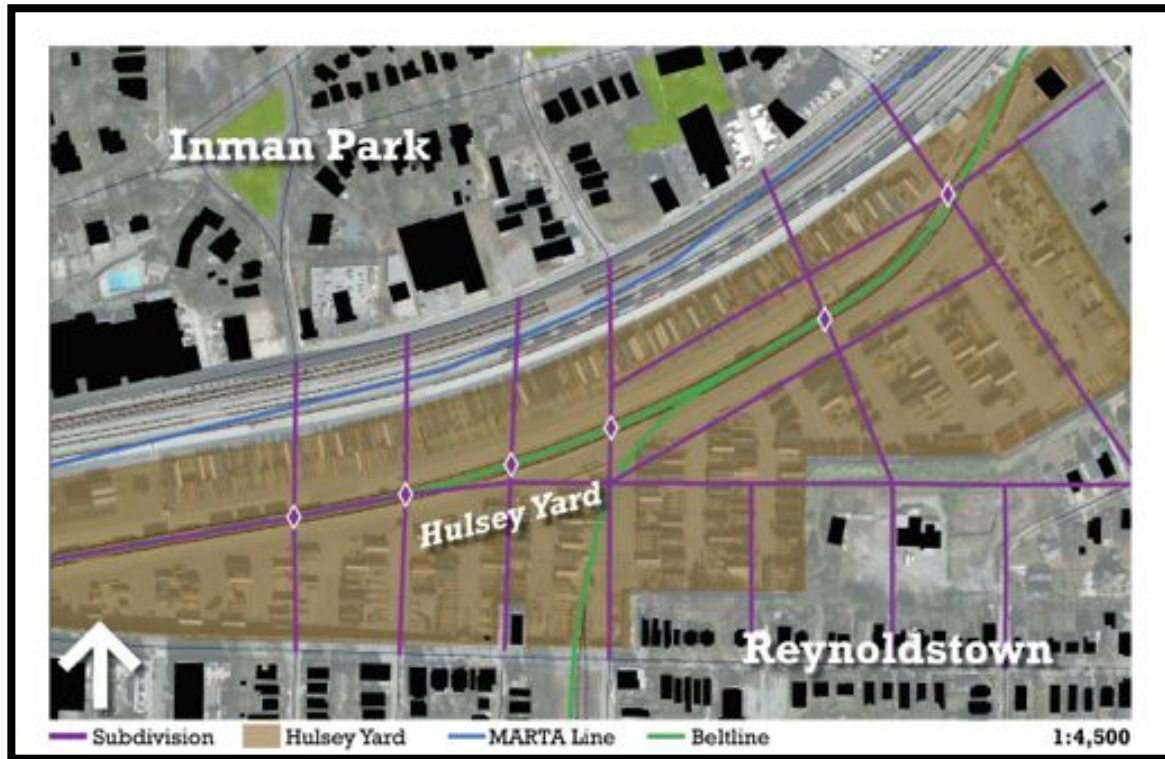 Inman Park
Hulsey Yard
Reynoldstown
Subdivision Hulsey Yard MARTA Line Beltline 1:4,500